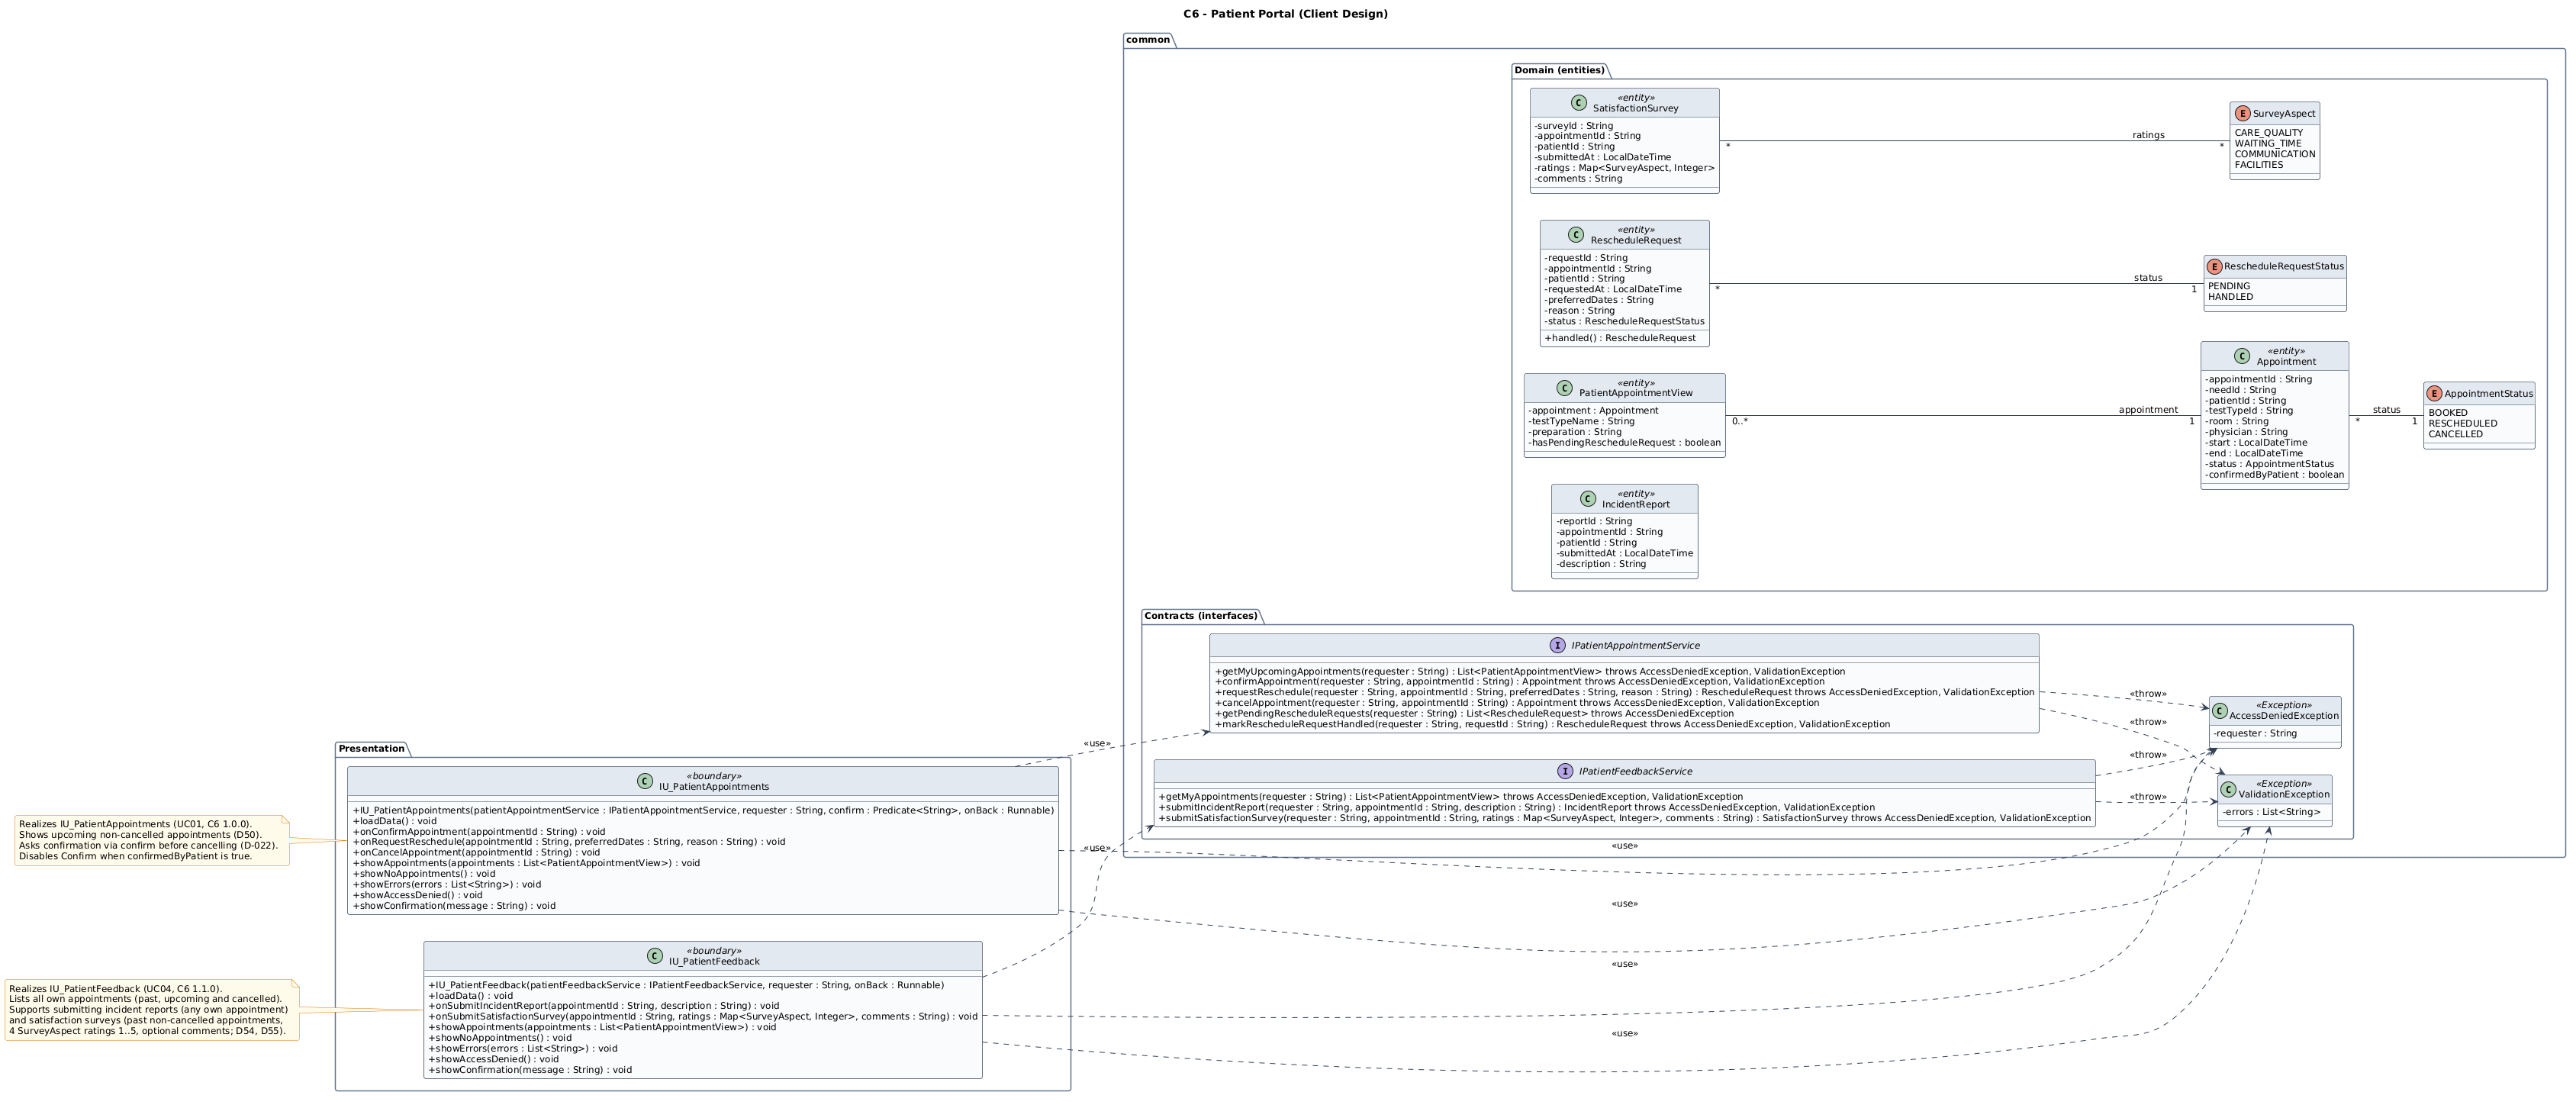 C6 - Patient Portal (Client Design)
common
Domain (entities)
«entity»
SatisfactionSurvey
-surveyId : String
-appointmentId : String
-patientId : String
-submittedAt : LocalDateTime
-ratings : Map<SurveyAspect, Integer>
-comments : String
ratings
*
*
E
SurveyAspect
CARE_QUALITY
WAITING_TIME
COMMUNICATION
FACILITIES
C
«entity»
RescheduleRequest
-requestId : String
-appointmentId : String
-patientId : String
-requestedAt : LocalDateTime
-preferredDates : String
-reason : String
-status : RescheduleRequestStatus
+handled() : RescheduleRequest
status
*
1
E
RescheduleRequestStatus
PENDING
HANDLED
C
«entity»
PatientAppointmentView
-appointment : Appointment
-testTypeName : String
-preparation : String
-hasPendingRescheduleRequest : boolean
appointment
0..*
1
C
«entity»
Appointment
-appointmentId : String
-needId : String
-patientId : String
-testTypeId : String
-room : String
-physician : String
-start : LocalDateTime
-end : LocalDateTime
-status : AppointmentStatus
-confirmedByPatient : boolean
status
*
1
E
AppointmentStatus
BOOKED
RESCHEDULED
CANCELLED
C
«entity»
IncidentReport
-reportId : String
-appointmentId : String
-patientId : String
-submittedAt : LocalDateTime
-description : String
Contracts (interfaces)
I
IPatientAppointmentService
+getMyUpcomingAppointments(requester : String) : List<PatientAppointmentView> throws AccessDeniedException, ValidationException
+confirmAppointment(requester : String, appointmentId : String) : Appointment throws AccessDeniedException, ValidationException
+requestReschedule(requester : String, appointmentId : String, preferredDates : String, reason : String) : RescheduleRequest throws AccessDeniedException, ValidationException
+cancelAppointment(requester : String, appointmentId : String) : Appointment throws AccessDeniedException, ValidationException
+getPendingRescheduleRequests(requester : String) : List<RescheduleRequest> throws AccessDeniedException
+markRescheduleRequestHandled(requester : String, requestId : String) : RescheduleRequest throws AccessDeniedException, ValidationException
I
IPatientFeedbackService
+getMyAppointments(requester : String) : List<PatientAppointmentView> throws AccessDeniedException, ValidationException
+submitIncidentReport(requester : String, appointmentId : String, description : String) : IncidentReport throws AccessDeniedException, ValidationException
+submitSatisfactionSurvey(requester : String, appointmentId : String, ratings : Map<SurveyAspect, Integer>, comments : String) : SatisfactionSurvey throws AccessDeniedException, ValidationException
«throw»
«throw»
«throw»
«throw»
C
«Exception»
AccessDeniedException
-requester : String
C
«Exception»
ValidationException
-errors : List<String>
Presentation
C
«boundary»
IU_PatientAppointments
+IU_PatientAppointments(patientAppointmentService : IPatientAppointmentService, requester : String, confirm : Predicate<String>, onBack : Runnable)
+loadData() : void
+onConfirmAppointment(appointmentId : String) : void
+onRequestReschedule(appointmentId : String, preferredDates : String, reason : String) : void
+onCancelAppointment(appointmentId : String) : void
+showAppointments(appointments : List<PatientAppointmentView>) : void
+showNoAppointments() : void
+showErrors(errors : List<String>) : void
+showAccessDenied() : void
+showConfirmation(message : String) : void
C
«boundary»
IU_PatientFeedback
+IU_PatientFeedback(patientFeedbackService : IPatientFeedbackService, requester : String, onBack : Runnable)
+loadData() : void
+onSubmitIncidentReport(appointmentId : String, description : String) : void
+onSubmitSatisfactionSurvey(appointmentId : String, ratings : Map<SurveyAspect, Integer>, comments : String) : void
+showAppointments(appointments : List<PatientAppointmentView>) : void
+showNoAppointments() : void
+showErrors(errors : List<String>) : void
+showAccessDenied() : void
+showConfirmation(message : String) : void
«use»
«use»
«use»
«use»
«use»
«use»
Realizes IU_PatientAppointments (UC01, C6 1.0.0).
Shows upcoming non-cancelled appointments (D50).
Asks confirmation via confirm before cancelling (D-022).
Disables Confirm when confirmedByPatient is true.
Realizes IU_PatientFeedback (UC04, C6 1.1.0).
Lists all own appointments (past, upcoming and cancelled).
Supports submitting incident reports (any own appointment)
and satisfaction surveys (past non-cancelled appointments,
4 SurveyAspect ratings 1..5, optional comments; D54, D55).